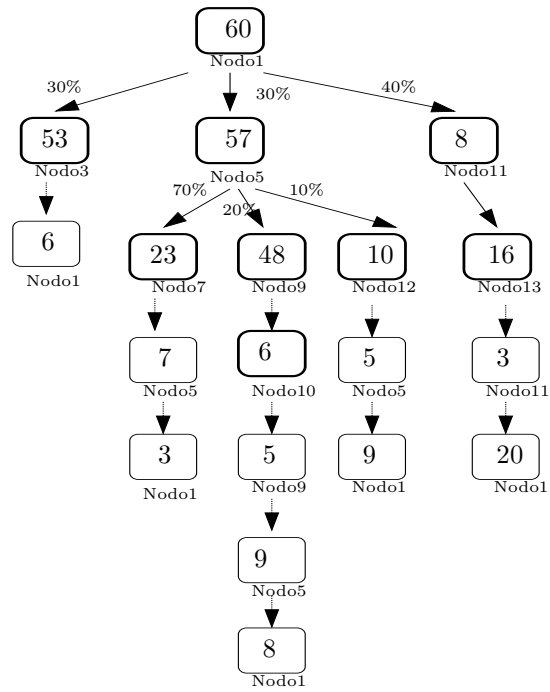 60
Nodo1
30% 30% 40%
53 57 8
Nodo3 Nodo5 Nodo11
70% 20% 10%
6 23 48 10 16
Nodo1 Nodo7 Nodo9 Nodo12 Nodo13
7 6 5 3
Nodo5 Nodo10 Nodo5 Nodo11
3 5 9 20
Nodo1 Nodo9 Nodo1 Nodo1
9
Nodo5
8
Nodo1